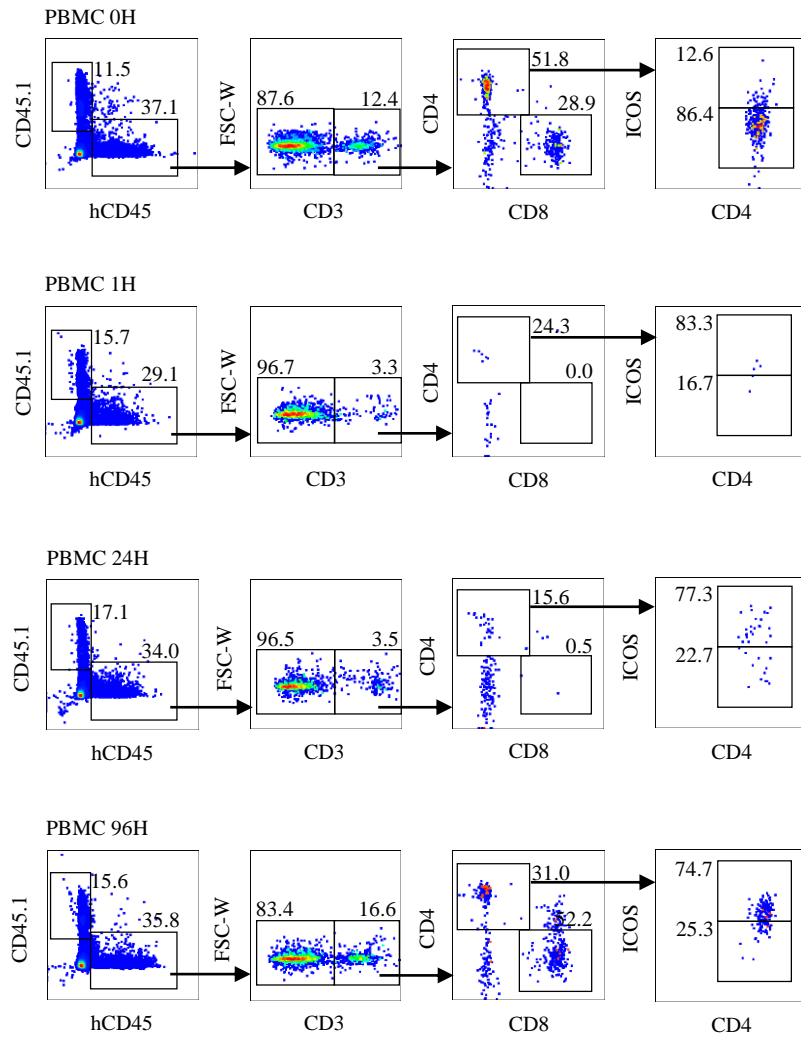 PBMC 0H
CD45.1
11.5
37.1
hCD45
FSC-W
87.6
12.4
CD3
CD4
51.8
28.9
CD8
ICOS
12.6
86.4
CD4
PBMC 1H
CD45.1
15.7
29.1
hCD45
FSC-W
96.7
3.3
CD3
CD4
24.3
0.0
CD8
ICOS
83.3
16.7
CD4
PBMC 24H
CD45.1
17.1
34.0
hCD45
FSC-W
96.5
3.5
CD3
CD4
15.6
0.5
CD8
ICOS
77.3
22.7
CD4
PBMC 96H
CD45.1
15.6
35.8
hCD45
FSC-W
83.4
16.6
CD3
CD4
31.0
52.2
CD8
ICOS
74.7
25.3
CD4